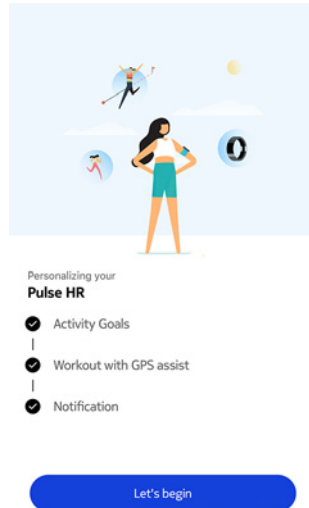 Personalizing your
Pulse HR
Activity Goals
Workout with GPS assist
Notification
Let's begin